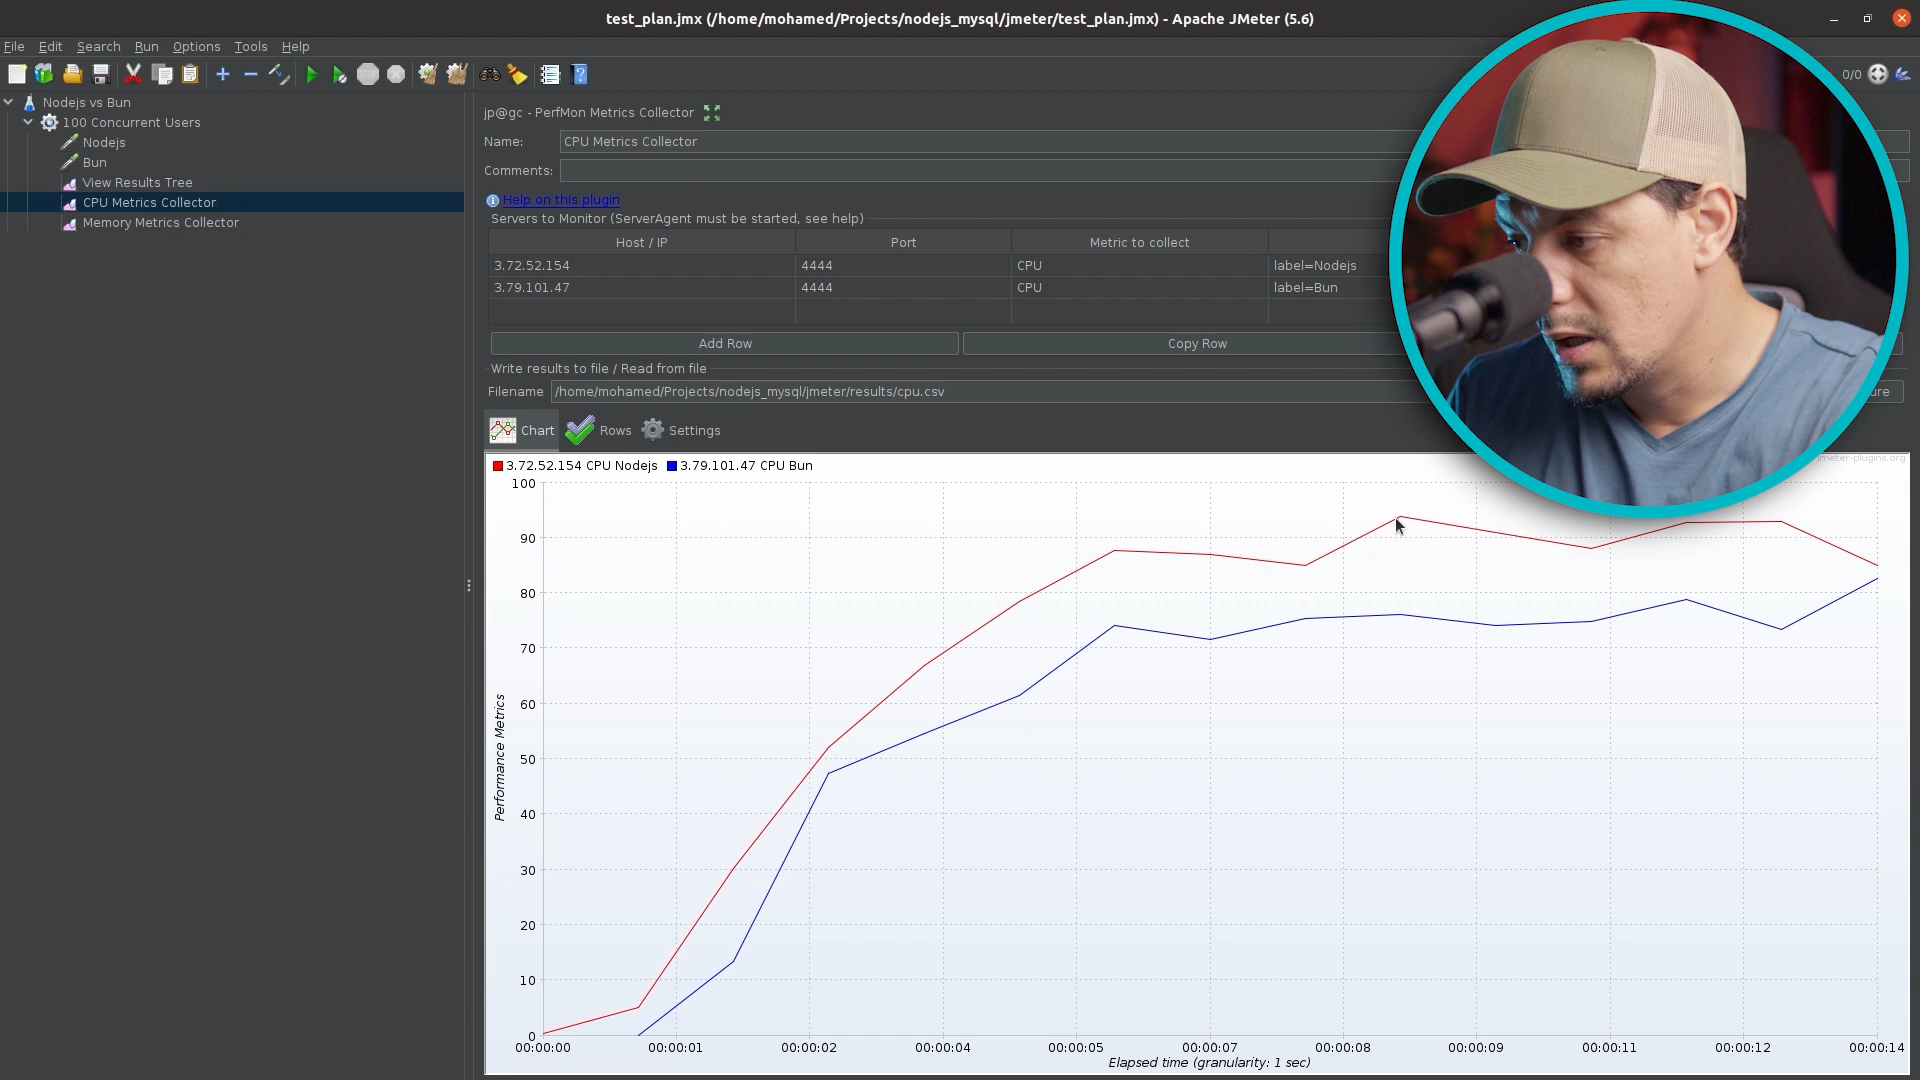 test_plan.jmx (/home/mohamed/Projects/nodejs_mysql/jmeter/test_plan.jmx) - Apache JMeter (5.6)
File Edit Search Run Options Tools Help
0/0
Nodejs vs Bun
100 Concurrent Users
Nodejs
Bun
View Results Tree
CPU Metrics Collector
Memory Metrics Collector
jp@gc - PerfMon Metrics Collector
Name: CPU Metrics Collector
Comments:
Help on this plugin
Servers to Monitor (ServerAgent must be started, see help)
Host / IP Port Metric to collect
3.72.52.154 4444 CPU label=Nodejs
3.79.101.47 4444 CPU label=Bun
Add Row Copy Row
Write results to file / Read from file
Filename /home/mohamed/Projects/nodejs_mysql/jmeter/results/cpu.csv
Chart Rows Settings
3.72.52.154 CPU Nodejs 3.79.101.47 CPU Bun
jmeter-plugins.org
100
90
80
70
60
50
40
30
20
10
0
Performance Metrics
00:00:00 00:00:01 00:00:02 00:00:04 00:00:05 00:00:07 00:00:08 00:00:09 00:00:11 00:00:12 00:00:14
Elapsed time (granularity: 1 sec)